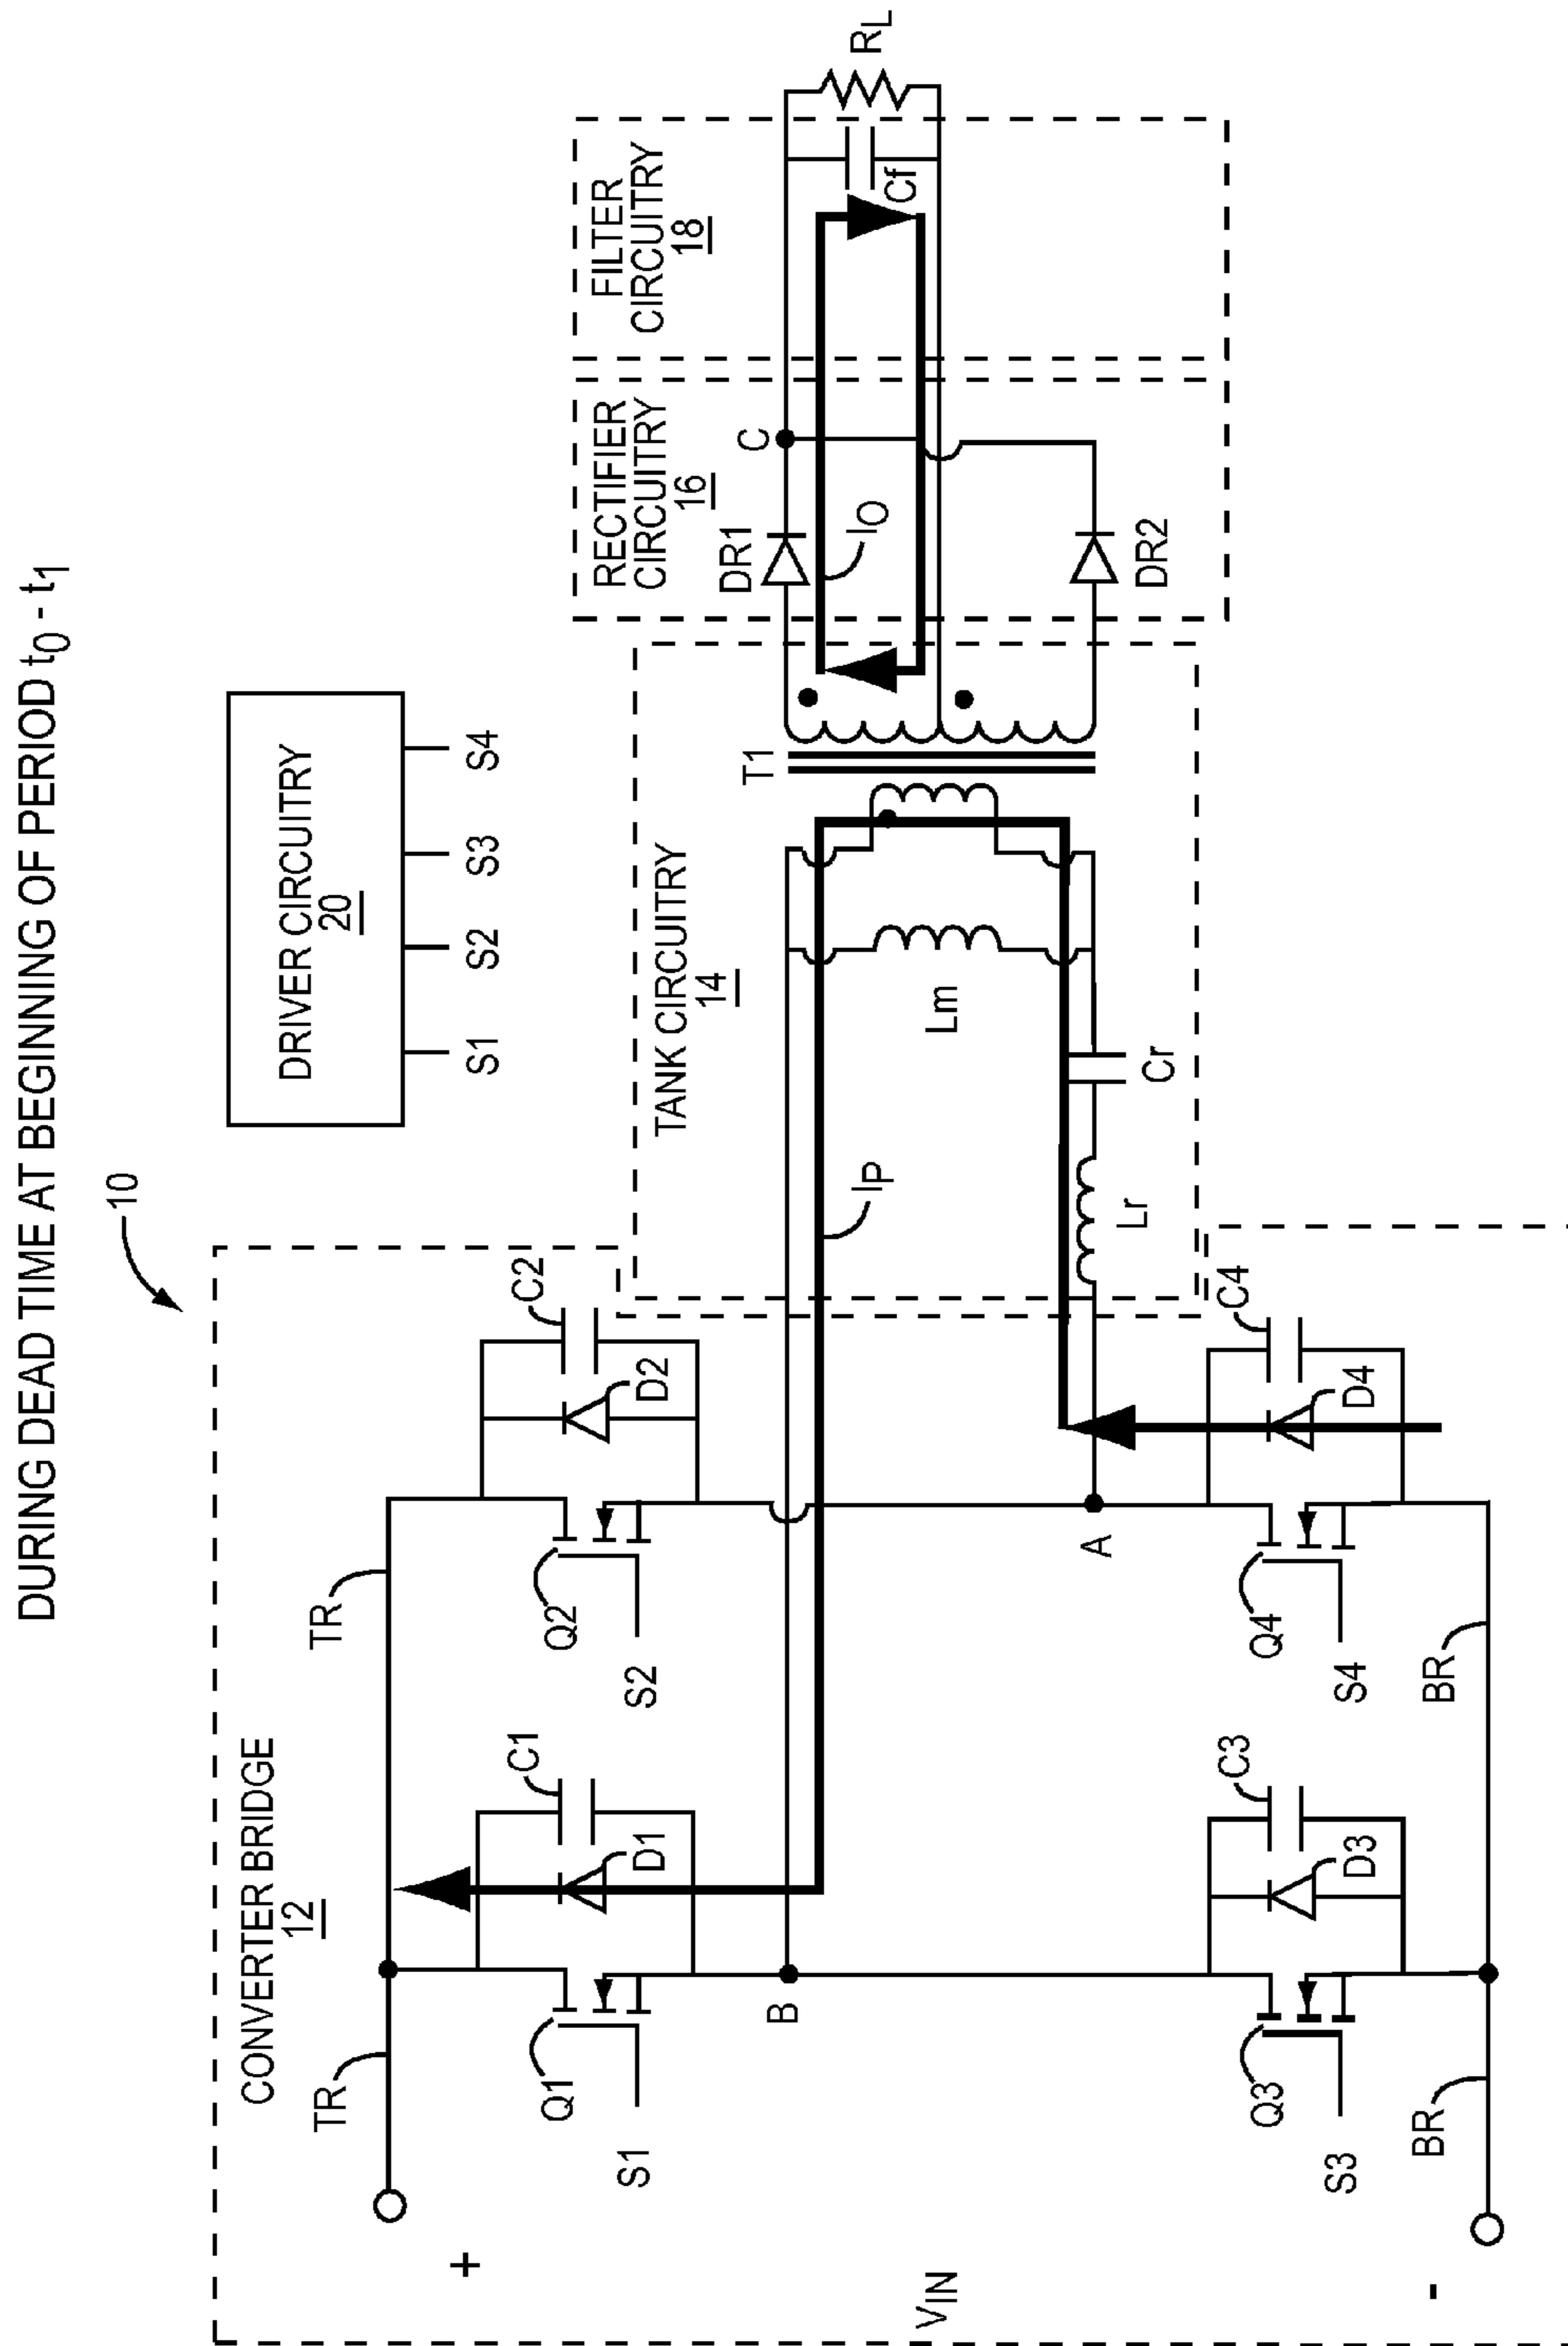 DURING DEAD TIME AT BEGINNING OF PERIOD t0 - t1
10
DRIVER CIRCUITRY
20
S1
S2
S3
S4
CONVERTER BRIDGE
12
TR
TR
Q1
S1
C1
D1
Q2
S2
C2
D2
TANK CIRCUITRY
14
T1
RECTIFIER
CIRCUITRY
16
FILTER
CIRCUITRY
18
DR1
C
RL
Cf
IO
DR2
VIN
+
-
B
A
IP
Lm
Lr
Cr
Q3
S3
C3
D3
Q4
S4
C4
D4
BR
BR